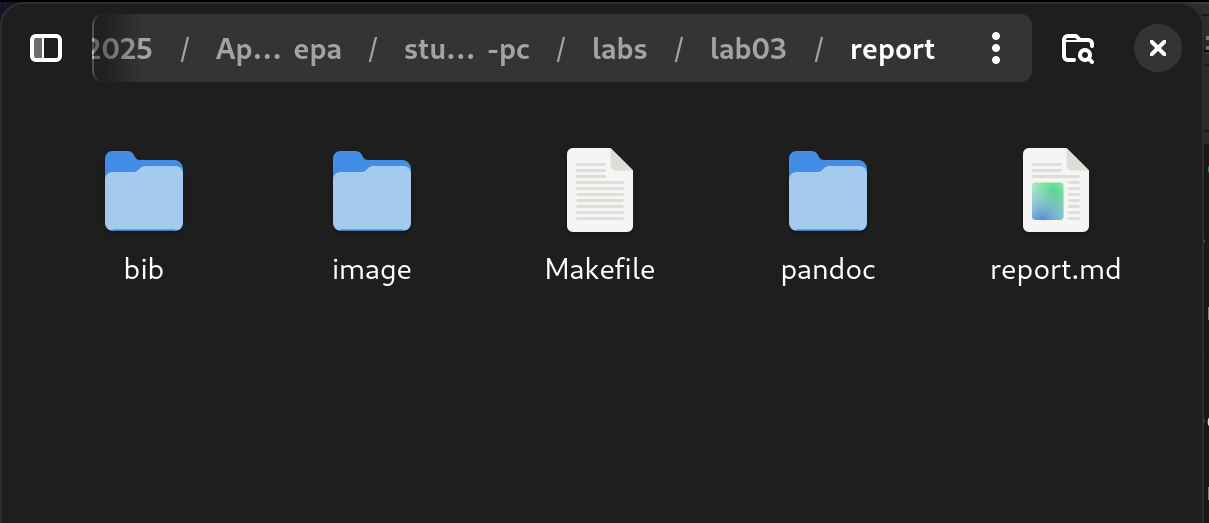 2025 / Ap... epa / stu... -pc / labs / lab03 / report
bib image Makefile pandoc report.md